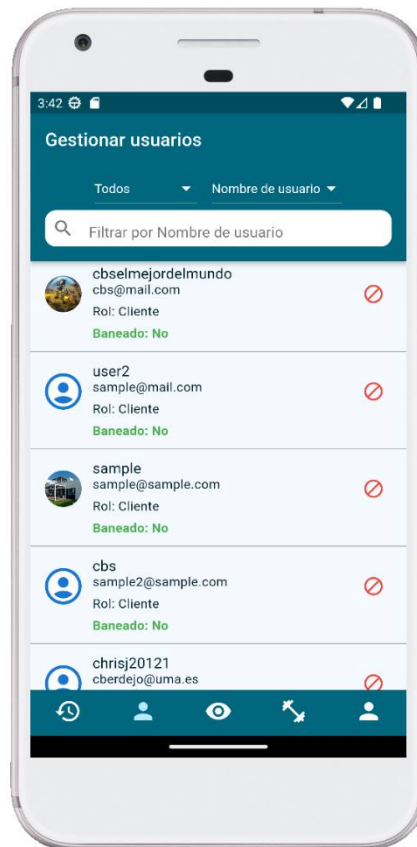 3:42
Gestionar usuarios
Todos Nombre de usuario
Filtrar por Nombre de usuario
cbselmejordelmundo
cbs@mail.com
Rol: Cliente
Baneado: No
user2
sample@mail.com
Rol: Cliente
Baneado: No
sample
sample@sample.com
Rol: Cliente
Baneado: No
cbs
sample2@sample.com
Rol: Cliente
Baneado: No
chrisj20121
cberdejo@uma.es